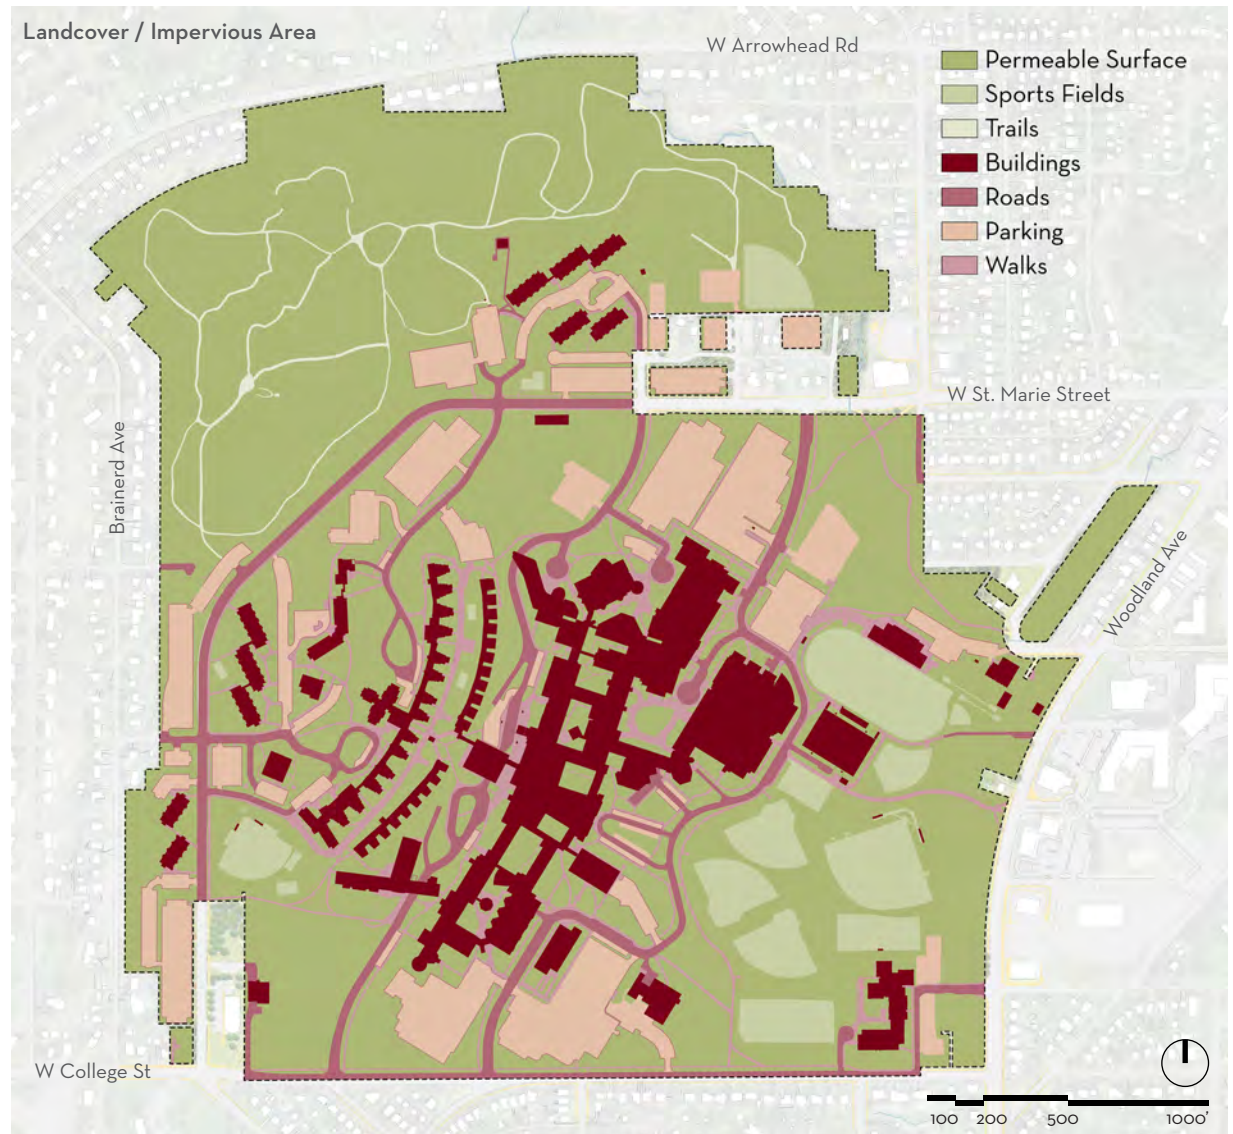 Landcover / Impervious Area
W Arrowhead Rd
Permeable Surface
Sports Fields
Trails
Buildings
Roads
Parking
Walks
W St. Marie Street
Brainerd Ave
Woodland Ave
W College St
100 200 500 1000'